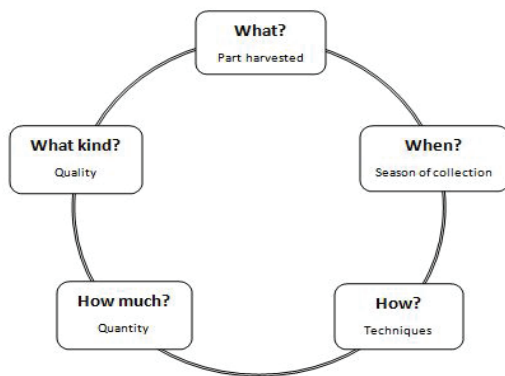 What?
Part harvested
What kind?
Quality
When?
Season of collection
How much?
Quantity
How?
Techniques